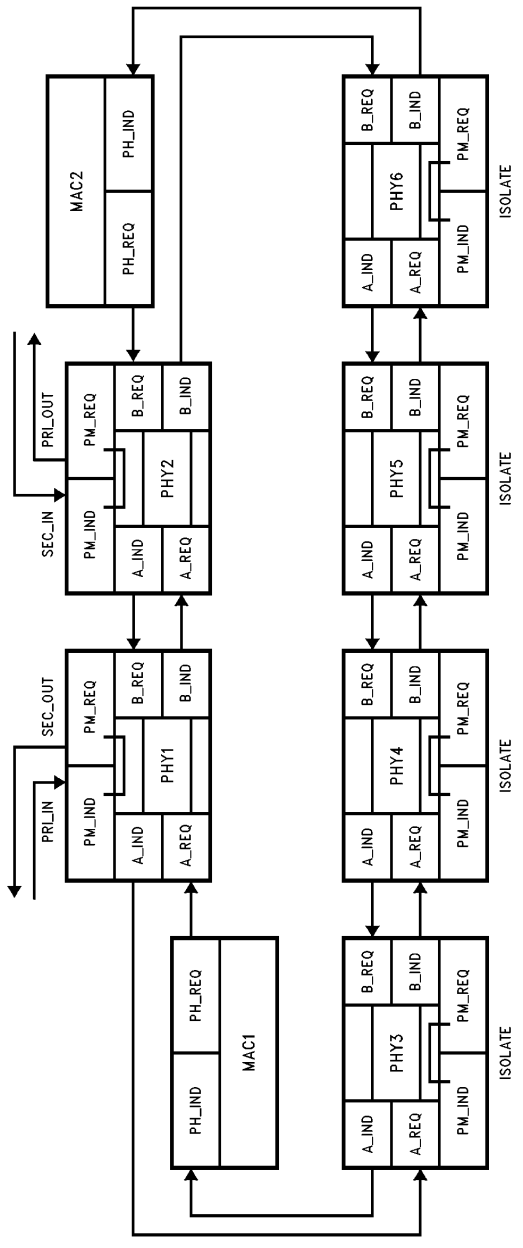 PRI_IN
SEC_OUT
SEC_IN
PRI_OUT
MAC1
PH_IND
PH_REQ
PHY1
PM_IND
PM_REQ
A_IND
B_REQ
A_REQ
B_IND
PHY2
PM_IND
PM_REQ
A_IND
B_REQ
A_REQ
B_IND
MAC2
PH_REQ
PH_IND
PHY3
A_IND
B_REQ
A_REQ
B_IND
PM_IND
PM_REQ
ISOLATE
PHY4
A_IND
B_REQ
A_REQ
B_IND
PM_IND
PM_REQ
ISOLATE
PHY5
A_IND
B_REQ
A_REQ
B_IND
PM_IND
PM_REQ
ISOLATE
PHY6
A_IND
B_REQ
A_REQ
B_IND
PM_IND
PM_REQ
ISOLATE